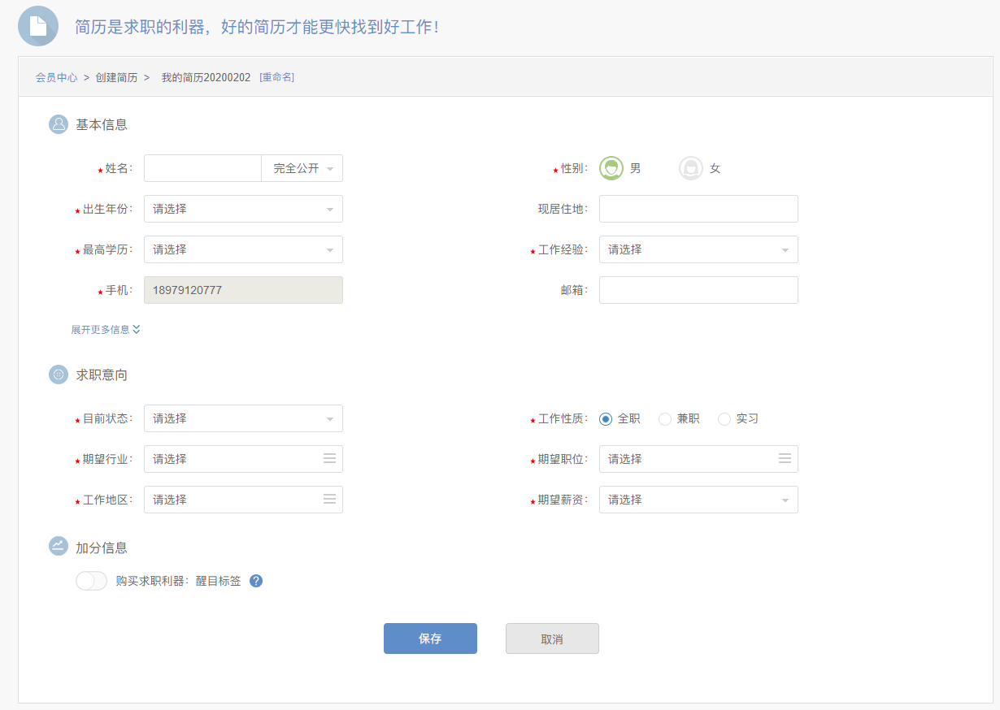 简历是求职的利器，好的简历才能更快找到好工作！
会员中心 > 创建简历 > 我的简历20200202 [重命名]
基本信息
★姓名： 完全公开 ★性别： 男 女
★出生年份： 请选择 现居住地：
★最高学历： 请选择 ★工作经验： 请选择
★手机： 18979120777 邮箱：
展开更多信息
求职意向
★目前状态： 请选择 ★工作性质： 全职 兼职 实习
★期望行业： 请选择 ★期望职位： 请选择
★工作地区： 请选择 ★期望薪资： 请选择
加分信息
购买求职利器：醒目标签 ?
保存 取消